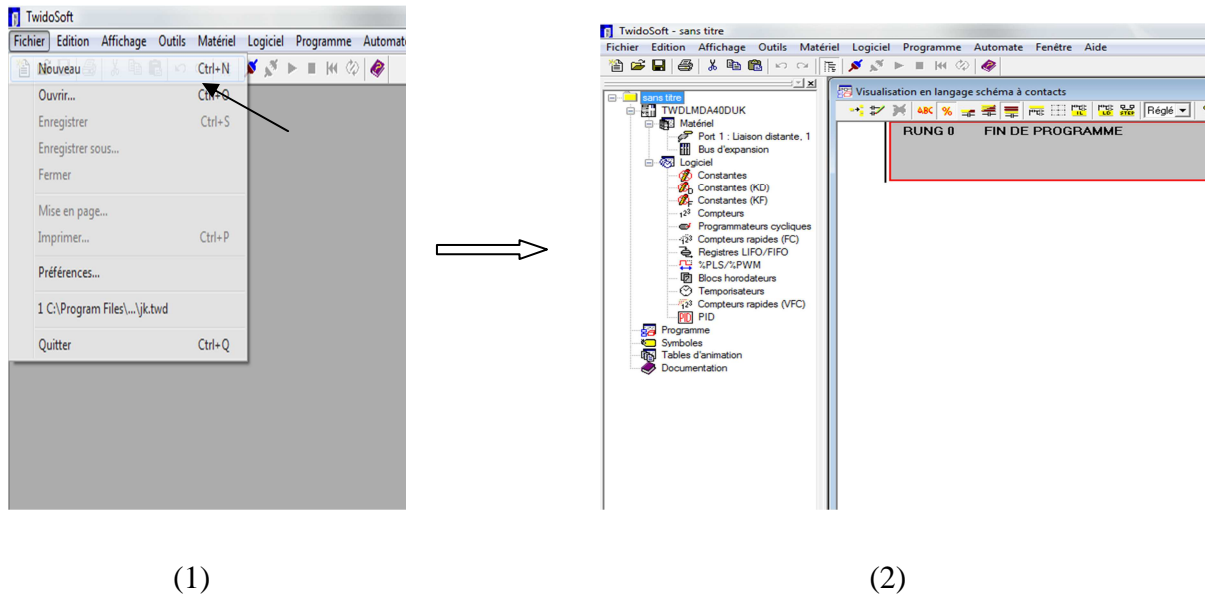 TwidoSoft
Fichier Edition Affichage Outils Matériel Logiciel Programme Automat
Nouveau Ctrl+N
Ouvrir... Ctrl+O
Enregistrer Ctrl+S
Enregistrer sous...
Fermer
Mise en page...
Imprimer... Ctrl+P
Préférences...
1 C:\Program Files\...\jk.twd
Quitter Ctrl+Q
(1)
TwidoSoft - sans titre
Fichier Edition Affichage Outils Matériel Logiciel Programme Automate Fenêtre Aide
sans titre
TWDLMDA40DUK
Matériel
Port 1 : Liaison distante, 1
Bus d'expansion
Logiciel
Constantes
Constantes (KD)
Constantes (KF)
Compteurs
Programmateurs cycliques
Compteurs rapides (FC)
Registres LIFO/FIFO
%PLS/%PWM
Blocs horodateurs
Temporisateurs
Compteurs rapides (VFC)
PID
Programme
Symboles
Tables d'animation
Documentation
Visualisation en langage schéma à contacts
ABC % Réglé
RUNG 0 FIN DE PROGRAMME
(2)